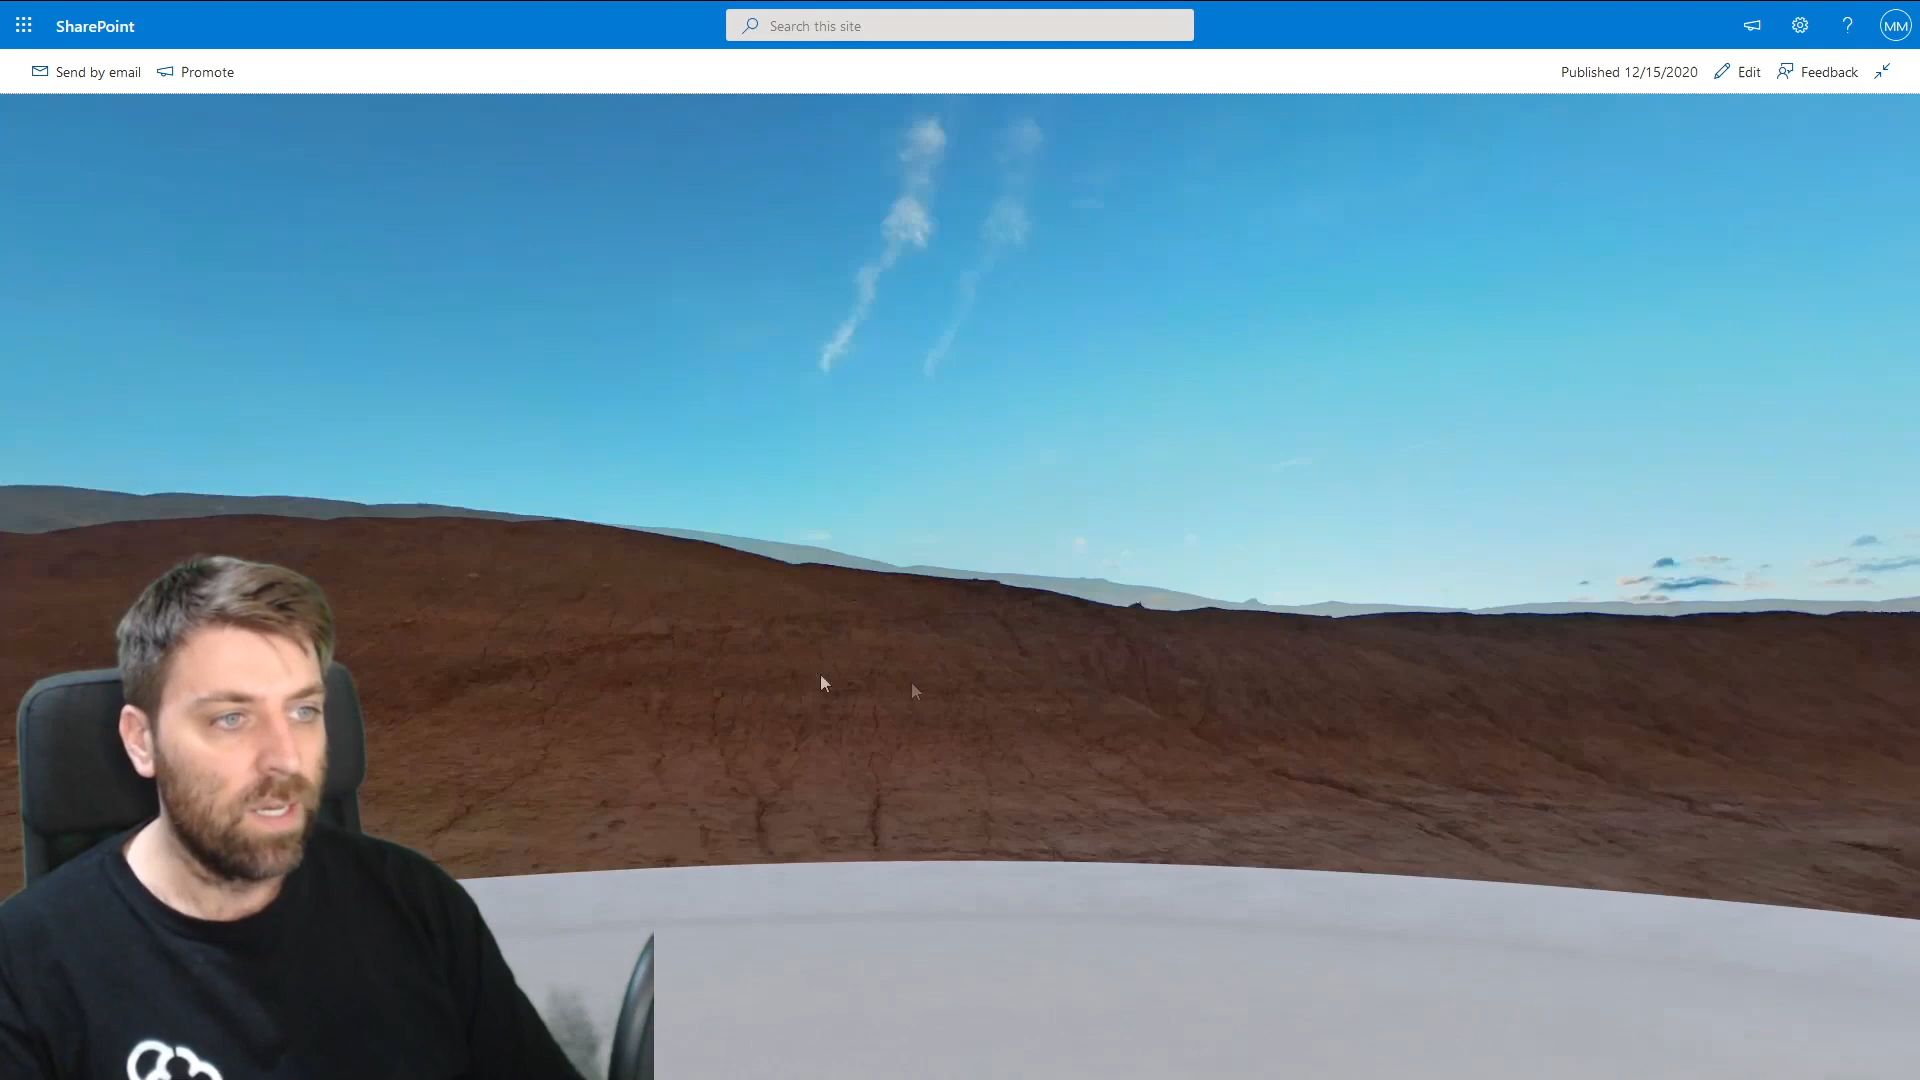 SharePoint
Search this site
MM
Send by email
Promote
Published 12/15/2020
Edit
Feedback